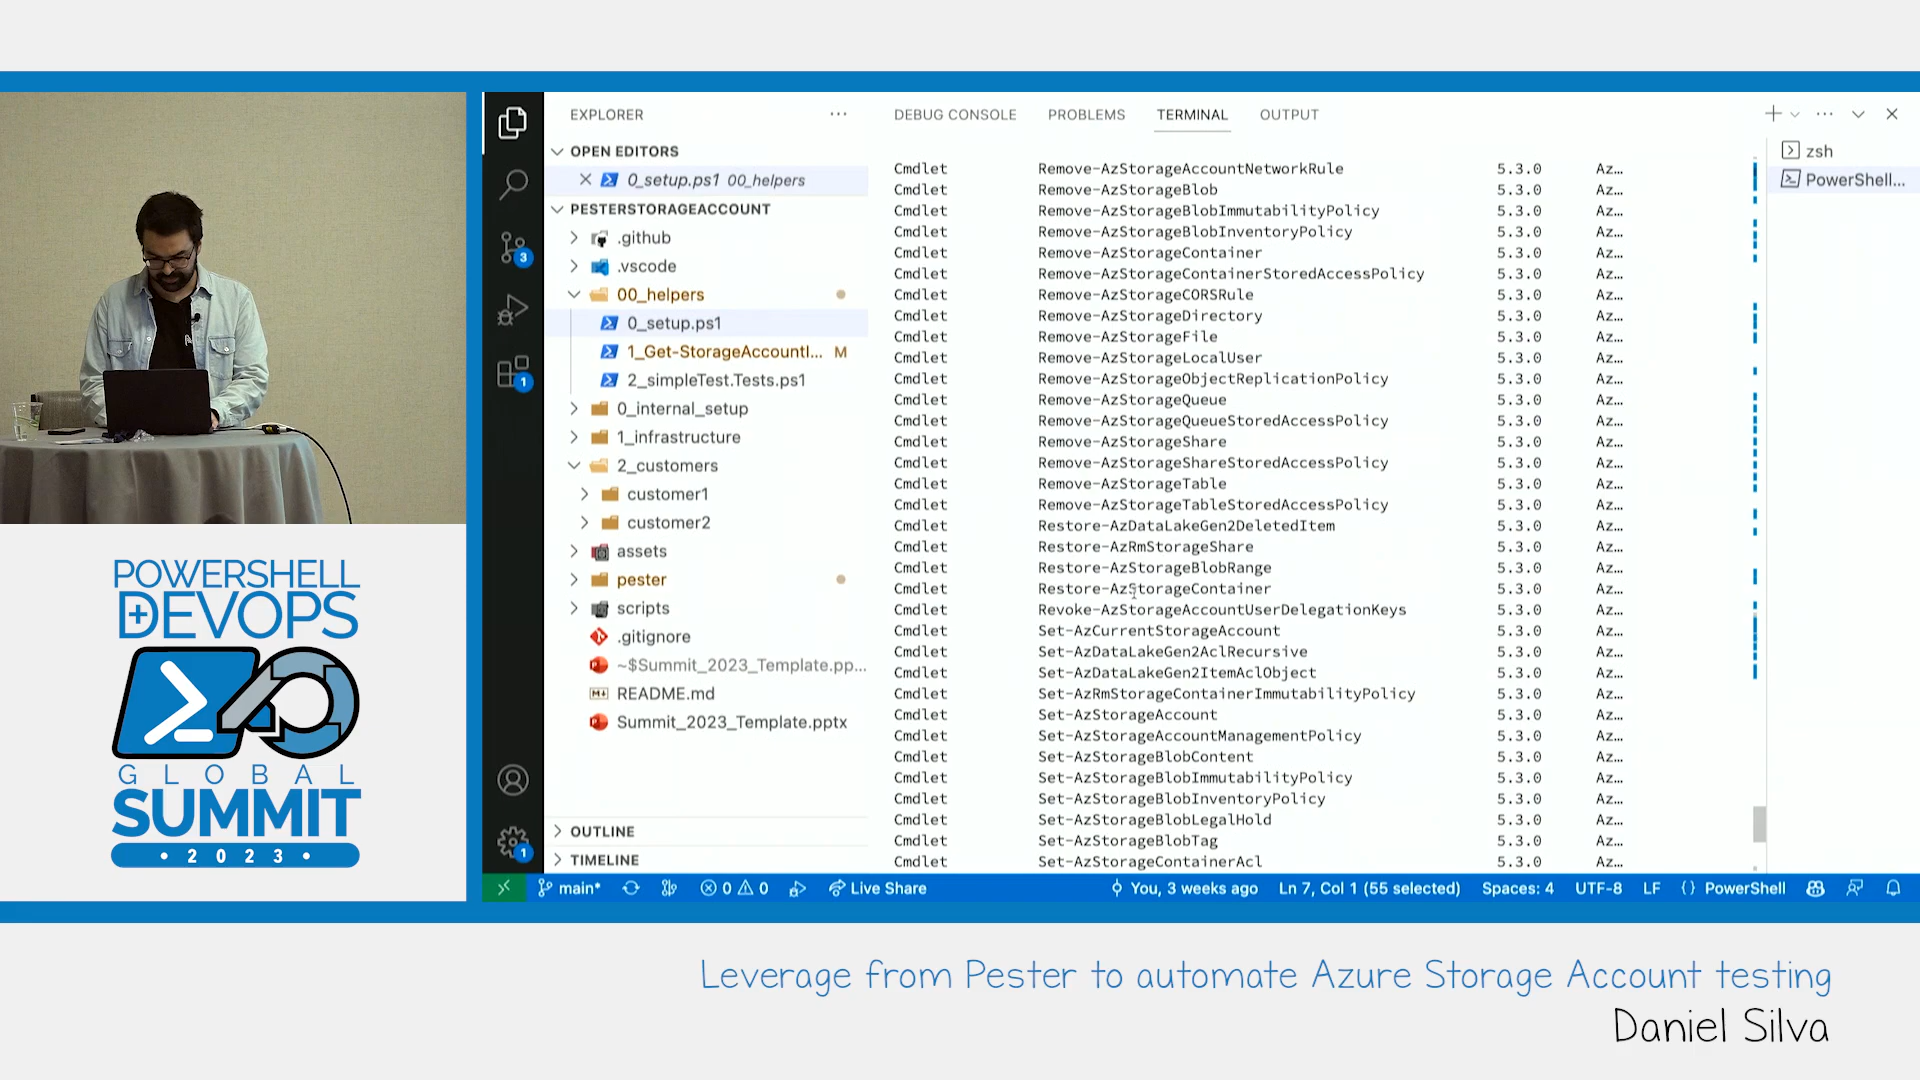 EXPLORER
OPEN EDITORS
0_setup.ps1 00_helpers
PESTERSTORAGEACCOUNT
.github
.vscode
00_helpers
0_setup.ps1
1_Get-StorageAccountI... M
2_simpleTest.Tests.ps1
0_internal_setup
1_infrastructure
2_customers
customer1
customer2
assets
pester
scripts
.gitignore
~$Summit_2023_Template.pp...
README.md
Summit_2023_Template.pptx
OUTLINE
TIMELINE
3
1
1
DEBUG CONSOLE PROBLEMS TERMINAL OUTPUT
Cmdlet Remove-AzStorageAccountNetworkRule 5.3.0 Az…
Cmdlet Remove-AzStorageBlob 5.3.0 Az…
Cmdlet Remove-AzStorageBlobImmutabilityPolicy 5.3.0 Az…
Cmdlet Remove-AzStorageBlobInventoryPolicy 5.3.0 Az…
Cmdlet Remove-AzStorageContainer 5.3.0 Az…
Cmdlet Remove-AzStorageContainerStoredAccessPolicy 5.3.0 Az…
Cmdlet Remove-AzStorageCORSRule 5.3.0 Az…
Cmdlet Remove-AzStorageDirectory 5.3.0 Az…
Cmdlet Remove-AzStorageFile 5.3.0 Az…
Cmdlet Remove-AzStorageLocalUser 5.3.0 Az…
Cmdlet Remove-AzStorageObjectReplicationPolicy 5.3.0 Az…
Cmdlet Remove-AzStorageQueue 5.3.0 Az…
Cmdlet Remove-AzStorageQueueStoredAccessPolicy 5.3.0 Az…
Cmdlet Remove-AzStorageShare 5.3.0 Az…
Cmdlet Remove-AzStorageShareStoredAccessPolicy 5.3.0 Az…
Cmdlet Remove-AzStorageTable 5.3.0 Az…
Cmdlet Remove-AzStorageTableStoredAccessPolicy 5.3.0 Az…
Cmdlet Restore-AzDataLakeGen2DeletedItem 5.3.0 Az…
Cmdlet Restore-AzRmStorageShare 5.3.0 Az…
Cmdlet Restore-AzStorageBlobRange 5.3.0 Az…
Cmdlet Restore-AzStorageContainer 5.3.0 Az…
Cmdlet Revoke-AzStorageAccountUserDelegationKeys 5.3.0 Az…
Cmdlet Set-AzCurrentStorageAccount 5.3.0 Az…
Cmdlet Set-AzDataLakeGen2AclRecursive 5.3.0 Az…
Cmdlet Set-AzDataLakeGen2ItemAclObject 5.3.0 Az…
Cmdlet Set-AzRmStorageContainerImmutabilityPolicy 5.3.0 Az…
Cmdlet Set-AzStorageAccount 5.3.0 Az…
Cmdlet Set-AzStorageAccountManagementPolicy 5.3.0 Az…
Cmdlet Set-AzStorageBlobContent 5.3.0 Az…
Cmdlet Set-AzStorageBlobImmutabilityPolicy 5.3.0 Az…
Cmdlet Set-AzStorageBlobInventoryPolicy 5.3.0 Az…
Cmdlet Set-AzStorageBlobLegalHold 5.3.0 Az…
Cmdlet Set-AzStorageBlobTag 5.3.0 Az…
Cmdlet Set-AzStorageContainerAcl 5.3.0 Az…
zsh
PowerShell...
main* 0 0 Live Share You, 3 weeks ago Ln 7, Col 1 (55 selected) Spaces: 4 UTF-8 LF {} PowerShell
POWERSHELL
+DEVOPS
GLOBAL
SUMMIT
• 2023 •
Leverage from Pester to automate Azure Storage Account testing
Daniel Silva